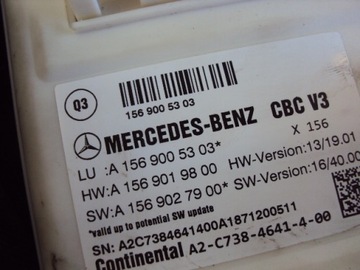 Q3
156 900 53 03
MERCEDES-BENZ CBC V3
X 156
LU : A 156 900 53 03* HW-Version: 13/19.01
HW: A 156 901 98 00 SW-Version: 16/40.00
SW: A 156 902 79 00*
*valid up to potential SW update
SN: A2C7384641400A1871200511
Continental A2-C738-4641-4-00